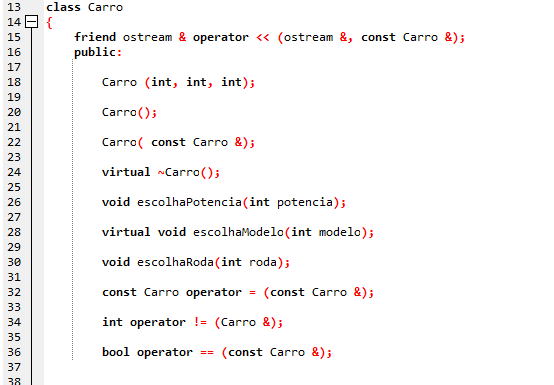 13 class Carro
14 {
15 friend ostream & operator << (ostream &, const Carro &);
16 public:
17
18 Carro (int, int, int);
19
20 Carro();
21
22 Carro( const Carro &);
23
24 virtual ~Carro();
25
26 void escolhaPotencia(int potencia);
27
28 virtual void escolhaModelo(int modelo);
29
30 void escolhaRoda(int roda);
31
32 const Carro operator = (const Carro &);
33
34 int operator != (Carro &);
35
36 bool operator == (const Carro &);
37
38